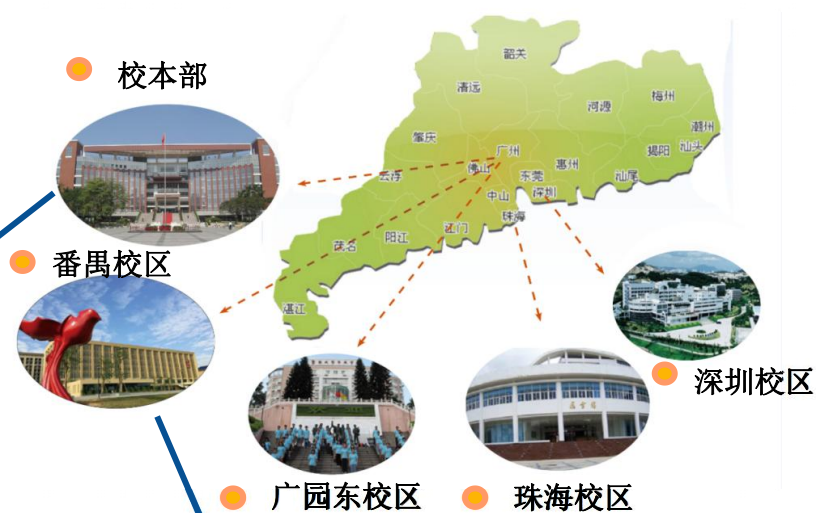 校本部
韶关
清远
河源
梅州
潮州
肇庆
广州
揭阳
汕头
云浮
佛山
东莞
惠州
汕尾
中山
深圳
珠海
茂名
阳江
江门
湛江
番禺校区
深圳校区
广园东校区
珠海校区